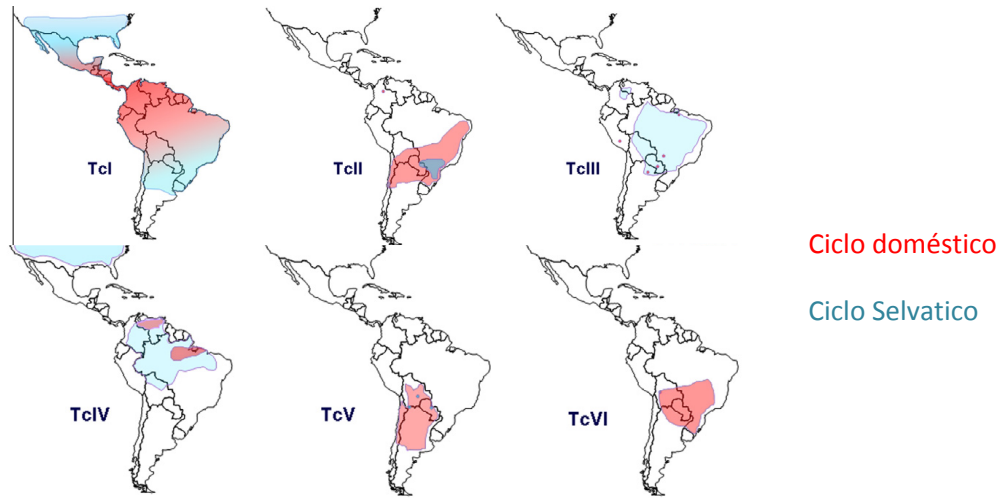 TcI
TcII
TcIII
Ciclo doméstico
Ciclo Selvatico
TcIV
TcV
TcVI